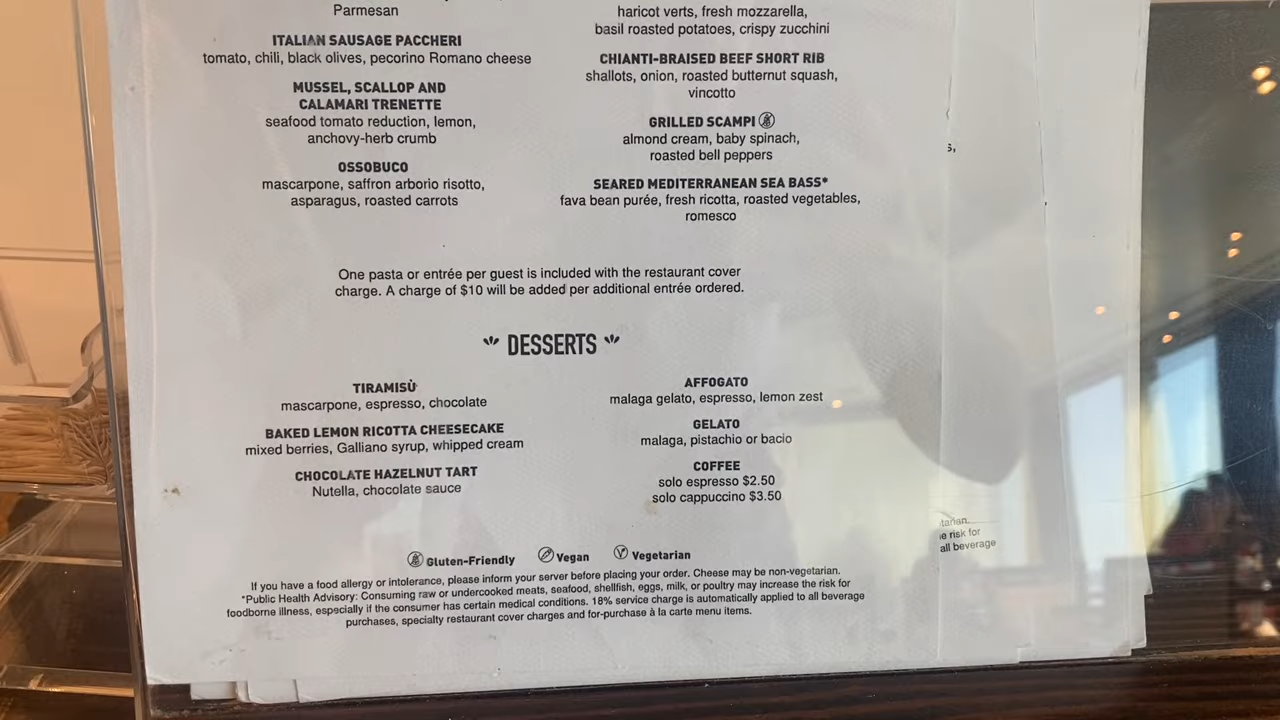 Parmesan
ITALIAN SAUSAGE PACCHERI
tomato, chili, black olives, pecorino Romano cheese
MUSSEL, SCALLOP AND
CALAMARI TRENETTE
seafood tomato reduction, lemon,
anchovy-herb crumb
OSSOBUCO
mascarpone, saffron arborio risotto,
asparagus, roasted carrots
haricot verts, fresh mozzarella,
basil roasted potatoes, crispy zucchini
CHIANTI-BRAISED BEEF SHORT RIB
shallots, onion, roasted butternut squash,
vincotto
GRILLED SCAMPI
almond cream, baby spinach,
roasted bell peppers
SEARED MEDITERRANEAN SEA BASS*
fava bean purée, fresh ricotta, roasted vegetables,
romesco
s,
One pasta or entrée per guest is included with the restaurant cover
charge. A charge of $10 will be added per additional entrée ordered.
DESSERTS
TIRAMISÙ
mascarpone, espresso, chocolate
BAKED LEMON RICOTTA CHEESECAKE
mixed berries, Galliano syrup, whipped cream
CHOCOLATE HAZELNUT TART
Nutella, chocolate sauce
AFFOGATO
malaga gelato, espresso, lemon zest
GELATO
malaga, pistachio or bacio
COFFEE
solo espresso $2.50
solo cappuccino $3.50
Gluten-Friendly Vegan Vegetarian
If you have a food allergy or intolerance, please inform your server before placing your order. Cheese may be non-vegetarian.
*Public Health Advisory: Consuming raw or undercooked meats, seafood, shellfish, eggs, milk, or poultry may increase the risk for
foodborne illness, especially if the consumer has certain medical conditions. 18% service charge is automatically applied to all beverage
purchases, specialty restaurant cover charges and for-purchase à la carte menu items.
tarian.
e risk for
all beverage